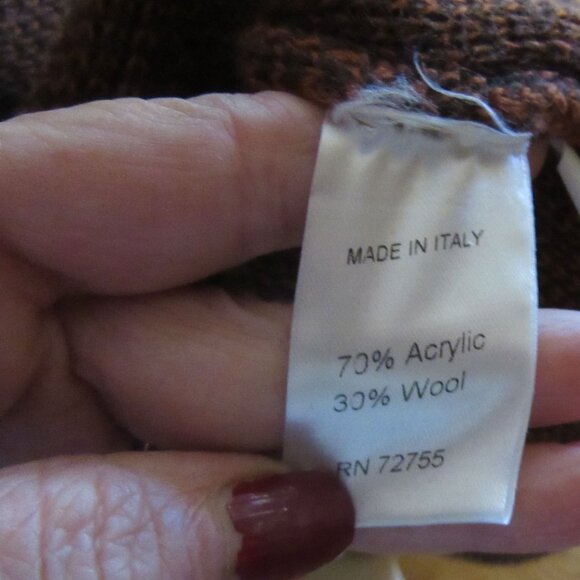 MADE IN ITALY
70% Acrylic
30% Wool
RN 72755